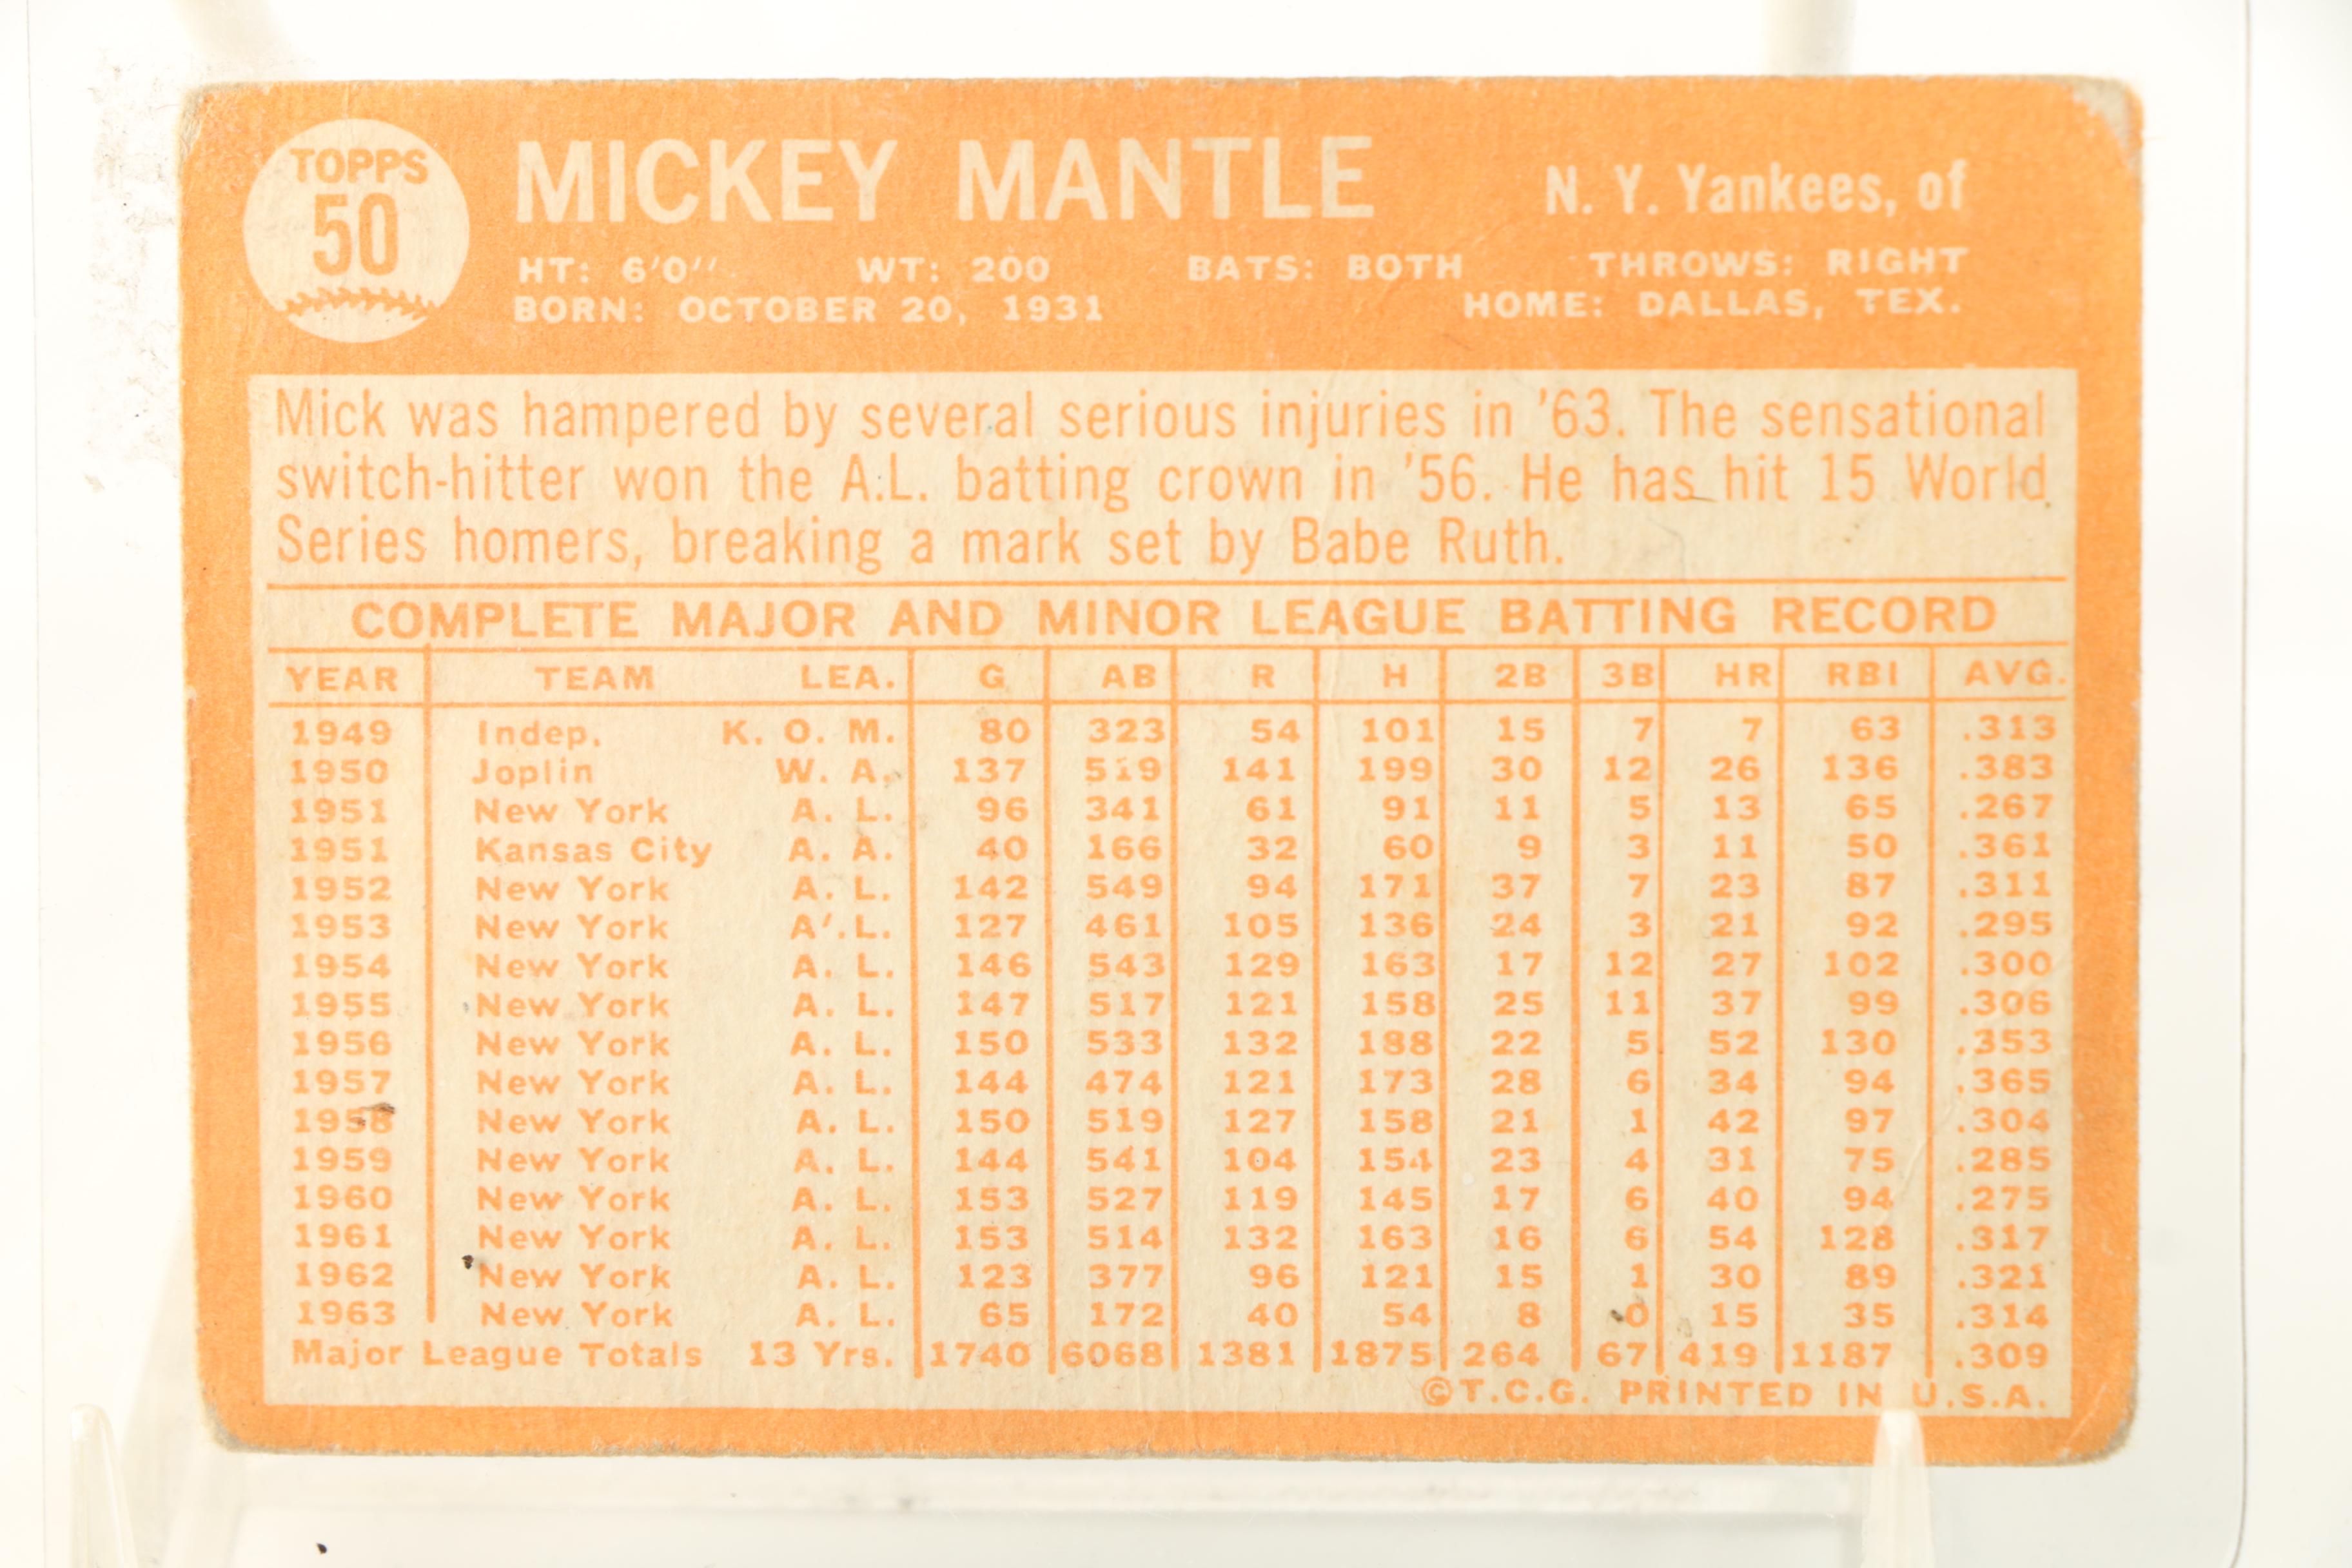 TOPPS
50
MICKEY MANTLE
N. Y. Yankees, of
HT: 6'0'' WT: 200 BATS: BOTH THROWS: RIGHT
BORN: OCTOBER 20, 1931 HOME: DALLAS, TEX.
Mick was hampered by several serious injuries in '63. The sensational
switch-hitter won the A.L. batting crown in '56. He has hit 15 World
Series homers, breaking a mark set by Babe Ruth.
COMPLETE MAJOR AND MINOR LEAGUE BATTING RECORD
YEAR TEAM LEA. G AB R H 2B 3B HR RBI AVG.
1949 Indep. K. O. M. 80 323 54 101 15 7 7 63 .313
1950 Joplin W. A. 137 519 141 199 30 12 26 136 .383
1951 New York A. L. 96 341 61 91 11 5 13 65 .267
1951 Kansas City A. A. 40 166 32 60 9 3 11 50 .361
1952 New York A. L. 142 549 94 171 37 7 23 87 .311
1953 New York A'.L. 127 461 105 136 24 3 21 92 .295
1954 New York A. L. 146 543 129 163 17 12 27 102 .300
1955 New York A. L. 147 517 121 158 25 11 37 99 .306
1956 New York A. L. 150 533 132 188 22 5 52 130 .353
1957 New York A. L. 144 474 121 173 28 6 34 94 .365
1958 New York A. L. 150 519 127 158 21 1 42 97 .304
1959 New York A. L. 144 541 104 154 23 4 31 75 .285
1960 New York A. L. 153 527 119 145 17 6 40 94 .275
1961 New York A. L. 153 514 132 163 16 6 54 128 .317
1962 New York A. L. 123 377 96 121 15 1 30 89 .321
1963 New York A. L. 65 172 40 54 8 0 15 35 .314
Major League Totals 13 Yrs. 1740 6068 1381 1875 264 67 419 1187 .309
©T.C.G. PRINTED IN U.S.A.